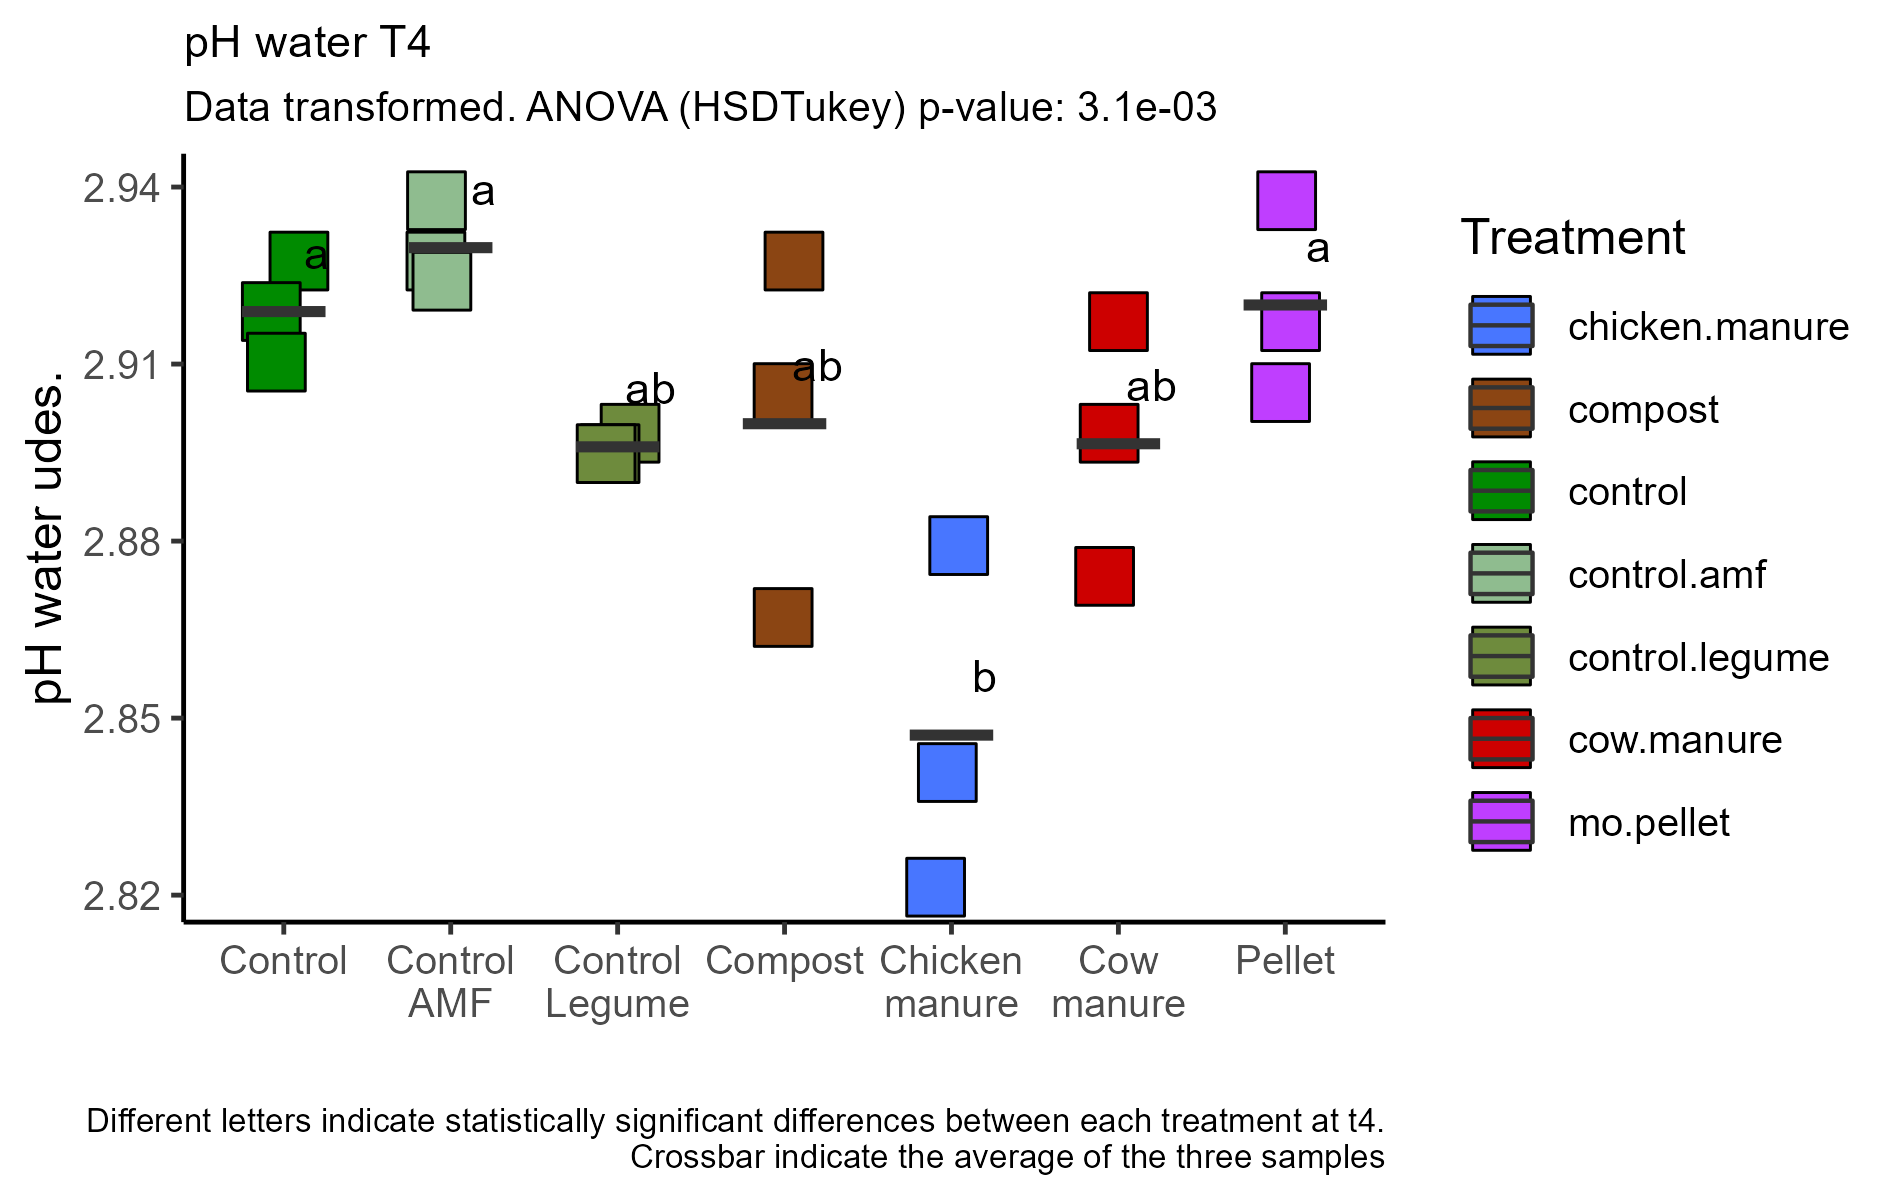 pH water T4
Data transformed. ANOVA (HSDTukey) p-value: 3.1e-03
pH water udes.
2.94
2.91
2.88
2.85
2.82
a
a
ab
ab
b
ab
a
Control
Control
AMF
Control
Legume
Compost
Chicken
manure
Cow
manure
Pellet
Treatment
chicken.manure
compost
control
control.amf
control.legume
cow.manure
mo.pellet
Different letters indicate statistically significant differences between each treatment at t4.
Crossbar indicate the average of the three samples